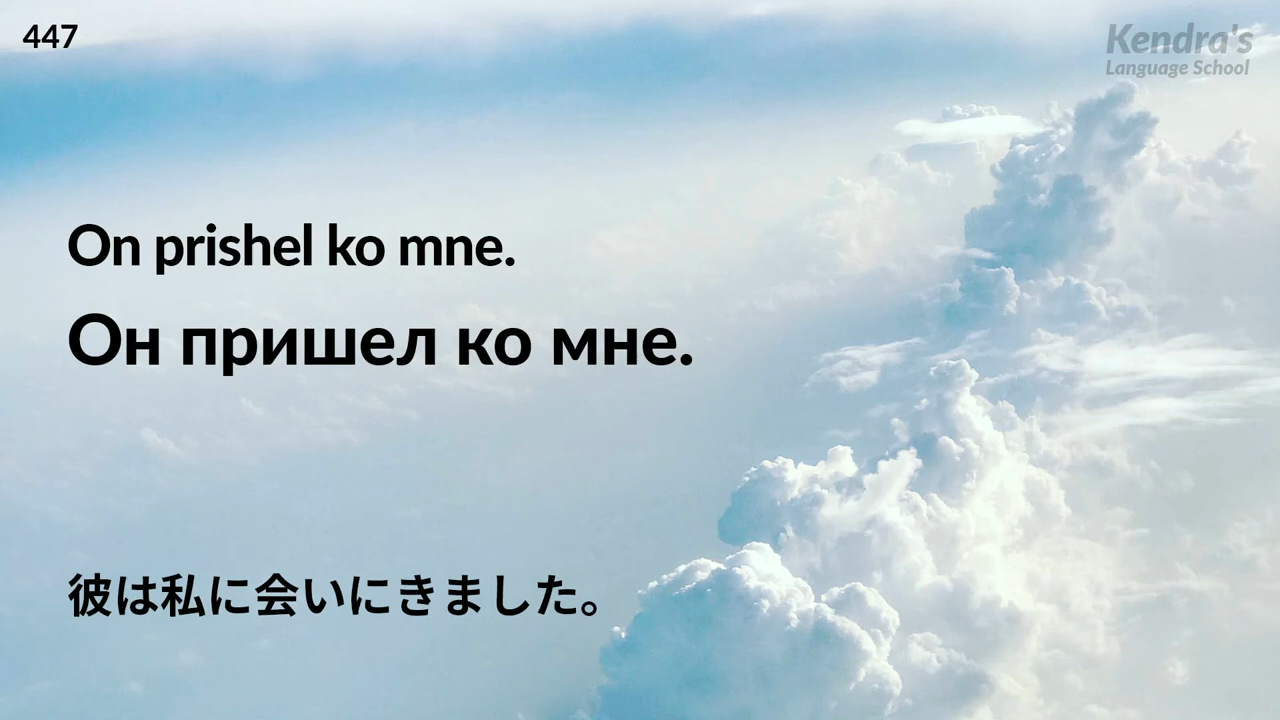 447
Kendra's
Language School
On prishel ko mne.
Он пришел ко мне.
彼は私に会いにきました。